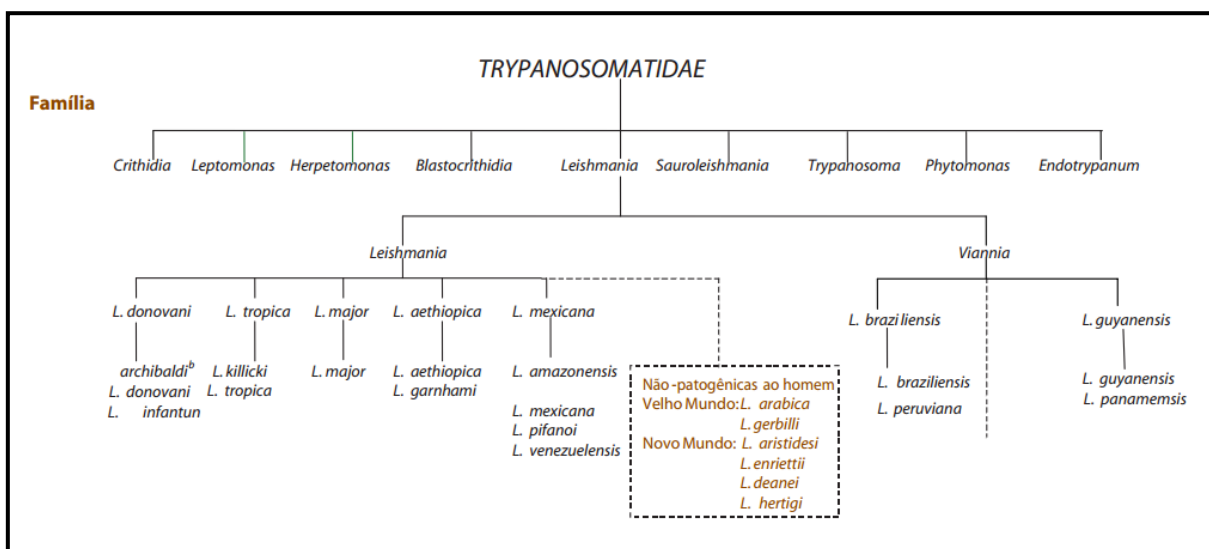 TRYPANOSOMATIDAE
Família
Crithidia Leptomonas Herpetomonas Blastocrithidia Leishmania Sauroleishmania Trypanosoma Phytomonas Endotrypanum
Leishmania Viannia
L. donovani L. tropica L. major L. aethiopica L. mexicana L. braziliensis L. guyanensis
archibaldiᵇ L. killicki L. major L. aethiopica L. amazonensis
L. donovani L. tropica L. garnhami
L. infantun
L. mexicana
L. pifanoi
L. venezuelensis
Não-patogênicas ao homem
Velho Mundo: L. arabica
L. gerbilli
Novo Mundo: L. aristidesi
L. enriettii
L. deanei
L. hertigi
L. braziliensis
L. peruviana
L. guyanensis
L. panamemsis